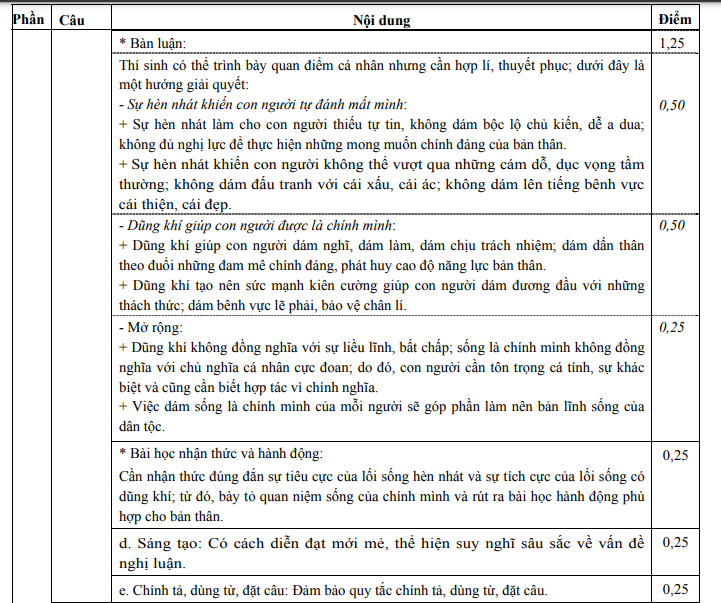 Phần Câu Nội dung Điểm
* Bàn luận: 1,25
Thí sinh có thể trình bày quan điểm cá nhân nhưng cần hợp lí, thuyết phục; dưới đây là
một hướng giải quyết:
- Sự hèn nhát khiến con người tự đánh mất mình: 0,50
+ Sự hèn nhát làm cho con người thiếu tự tin, không dám bộc lộ chủ kiến, dễ a dua;
không đủ nghị lực để thực hiện những mong muốn chính đáng của bản thân.
+ Sự hèn nhát khiến con người không thể vượt qua những cám dỗ, dục vọng tầm
thường; không dám đấu tranh với cái xấu, cái ác; không dám lên tiếng bênh vực
cái thiện, cái đẹp.
- Dũng khí giúp con người được là chính mình: 0,50
+ Dũng khí giúp con người dám nghĩ, dám làm, dám chịu trách nhiệm; dám dấn thân
theo đuổi những đam mê chính đáng, phát huy cao độ năng lực bản thân.
+ Dũng khí tạo nên sức mạnh kiên cường giúp con người dám đương đầu với những
thách thức; dám bênh vực lẽ phải, bảo vệ chân lí.
- Mở rộng: 0,25
+ Dũng khí không đồng nghĩa với sự liều lĩnh, bất chấp; sống là chính mình không đồng
nghĩa với chủ nghĩa cá nhân cực đoan; do đó, con người cần tôn trọng cá tính, sự khác
biệt và cũng cần biết hợp tác vì chính nghĩa.
+ Việc dám sống là chính mình của mỗi người sẽ góp phần làm nên bản lĩnh sống của
dân tộc.
* Bài học nhận thức và hành động: 0,25
Cần nhận thức đúng đắn sự tiêu cực của lối sống hèn nhát và sự tích cực của lối sống có
dũng khí; từ đó, bày tỏ quan niệm sống của chính mình và rút ra bài học hành động phù
hợp cho bản thân.
d. Sáng tạo: Có cách diễn đạt mới mẻ, thể hiện suy nghĩ sâu sắc về vấn đề 0,25
nghị luận.
e. Chính tả, dùng từ, đặt câu: Đảm bảo quy tắc chính tả, dùng từ, đặt câu. 0,25